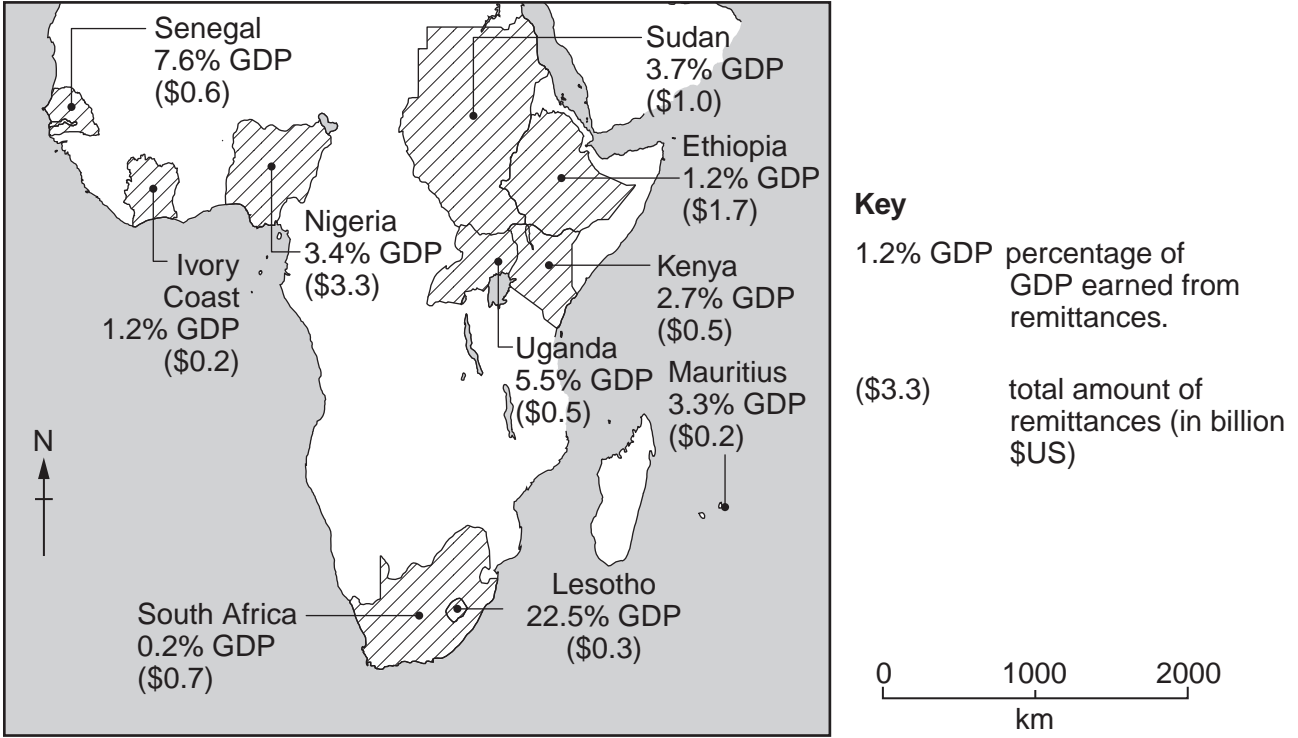 Senegal
7.6% GDP
($0.6)
Sudan
3.7% GDP
($1.0)
Ethiopia
1.2% GDP
($1.7)
Nigeria
3.4% GDP
($3.3)
Ivory
Coast
1.2% GDP
($0.2)
Kenya
2.7% GDP
($0.5)
Uganda
5.5% GDP
($0.5)
Mauritius
3.3% GDP
($0.2)
N
Lesotho
22.5% GDP
($0.3)
South Africa
0.2% GDP
($0.7)
Key
1.2% GDP percentage of
GDP earned from
remittances.
($3.3) total amount of
remittances (in billion
$US)
0 1000 2000
km